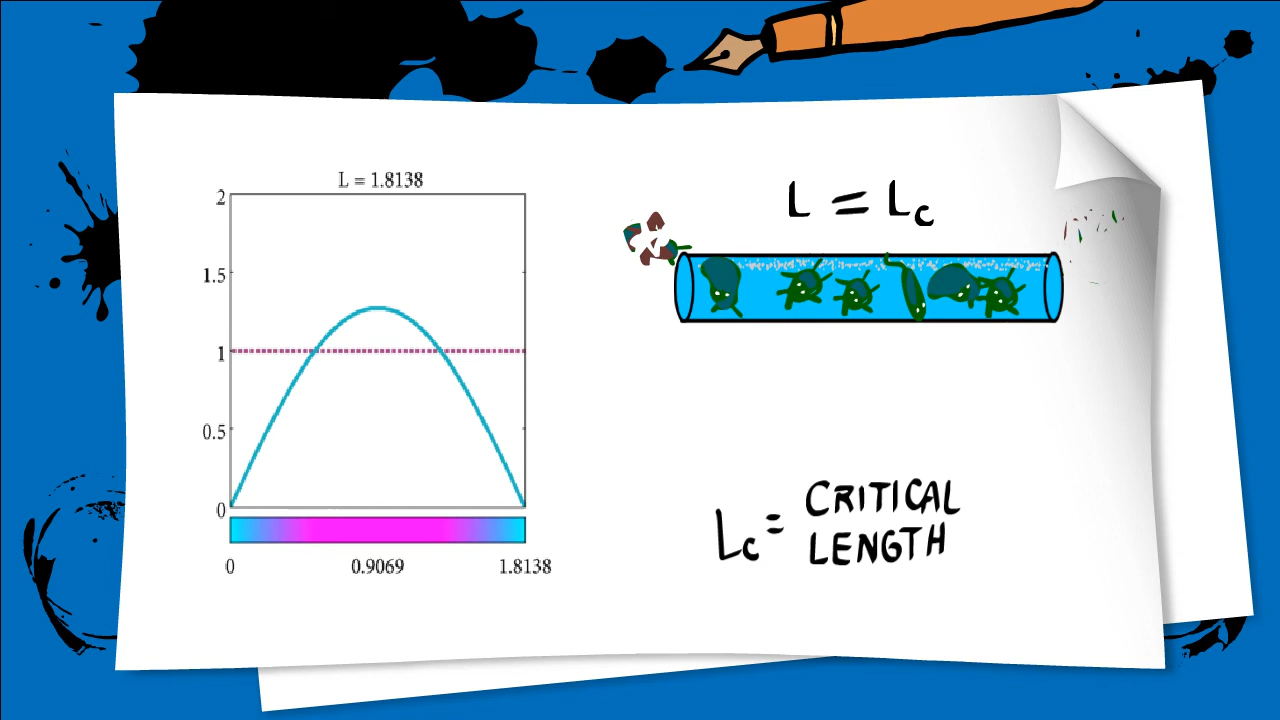 L = 1.8138
2
1.5
1
0.5
0
0 0.9069 1.8138
L = Lc
Lc = CRITICAL
LENGTH